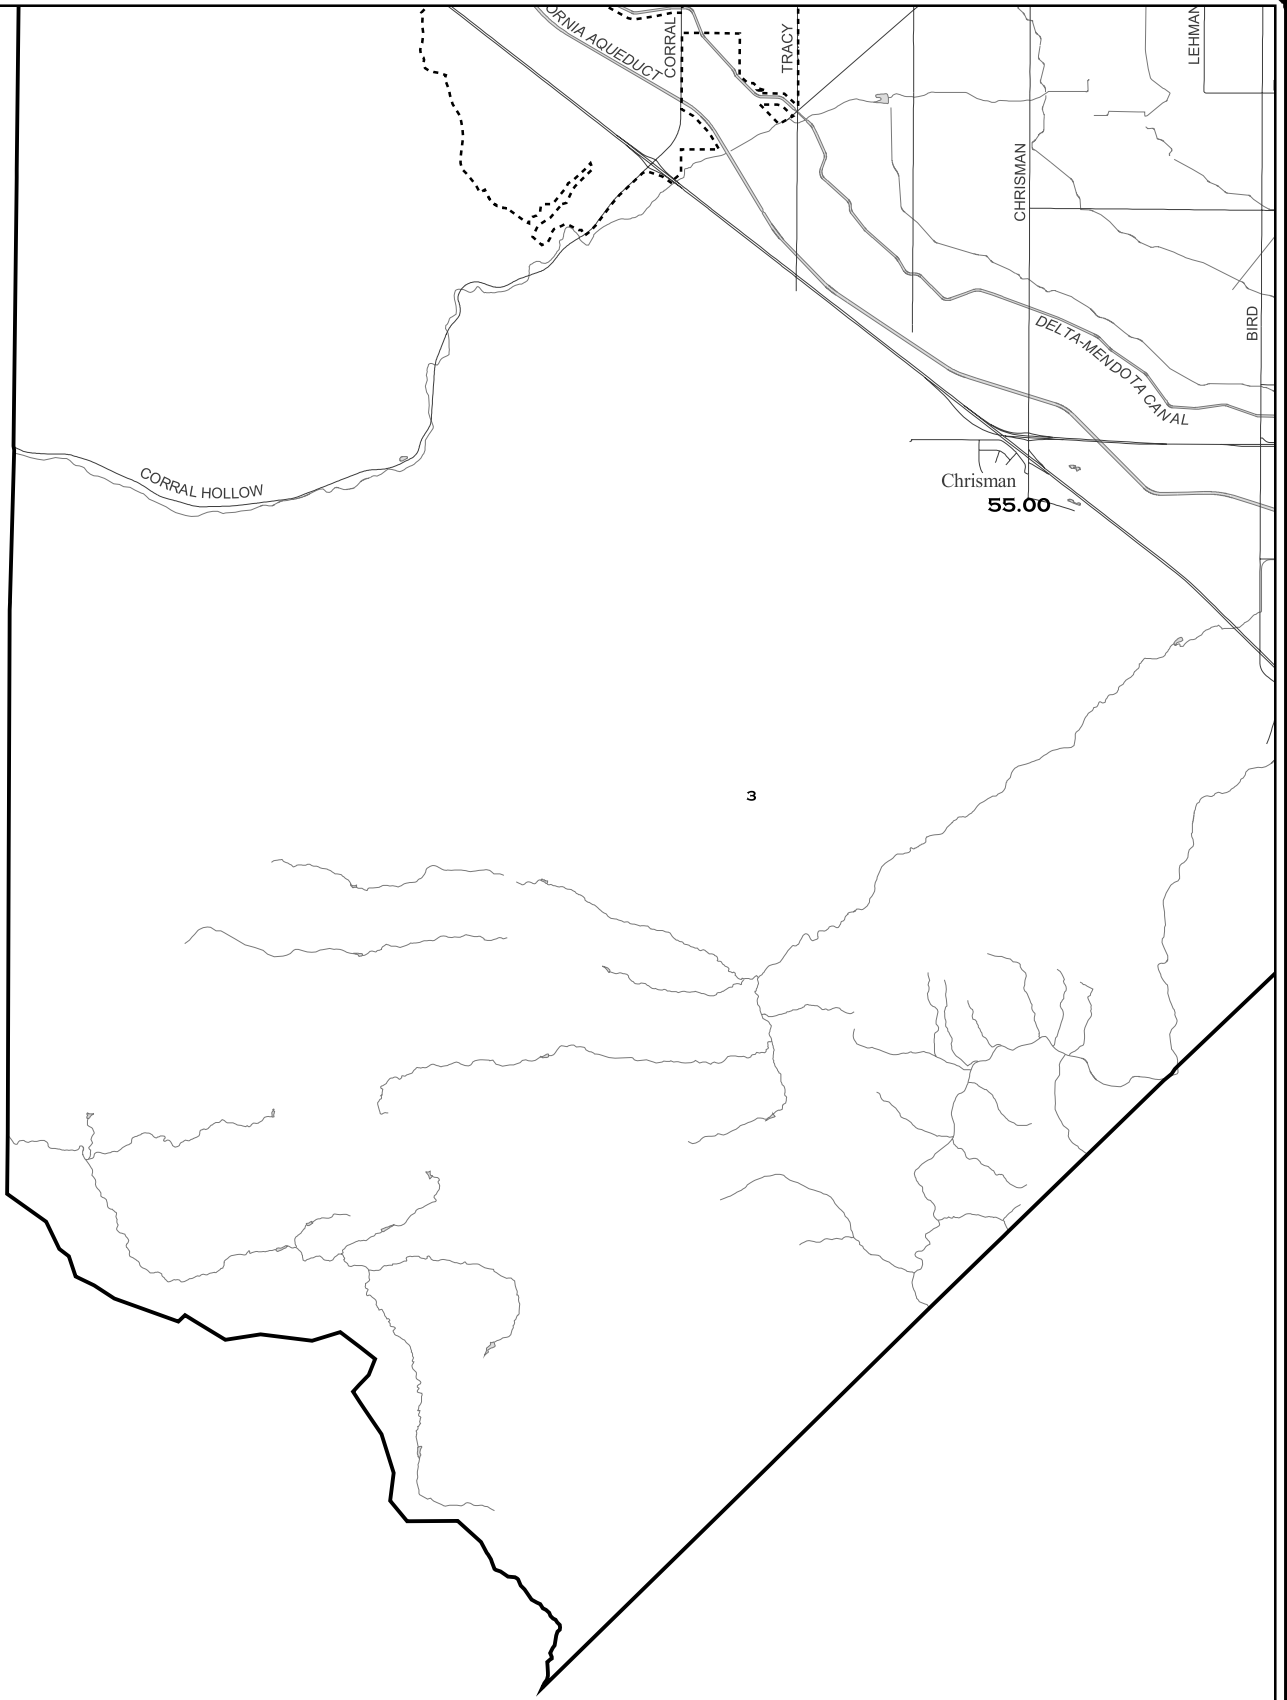 ORNIA AQUEDUCT
CORRAL
TRACY
LEHMAN
CHRISMAN
BIRD
DELTA-MENDOTA CANAL
CORRAL HOLLOW
Chrisman
55.00
3